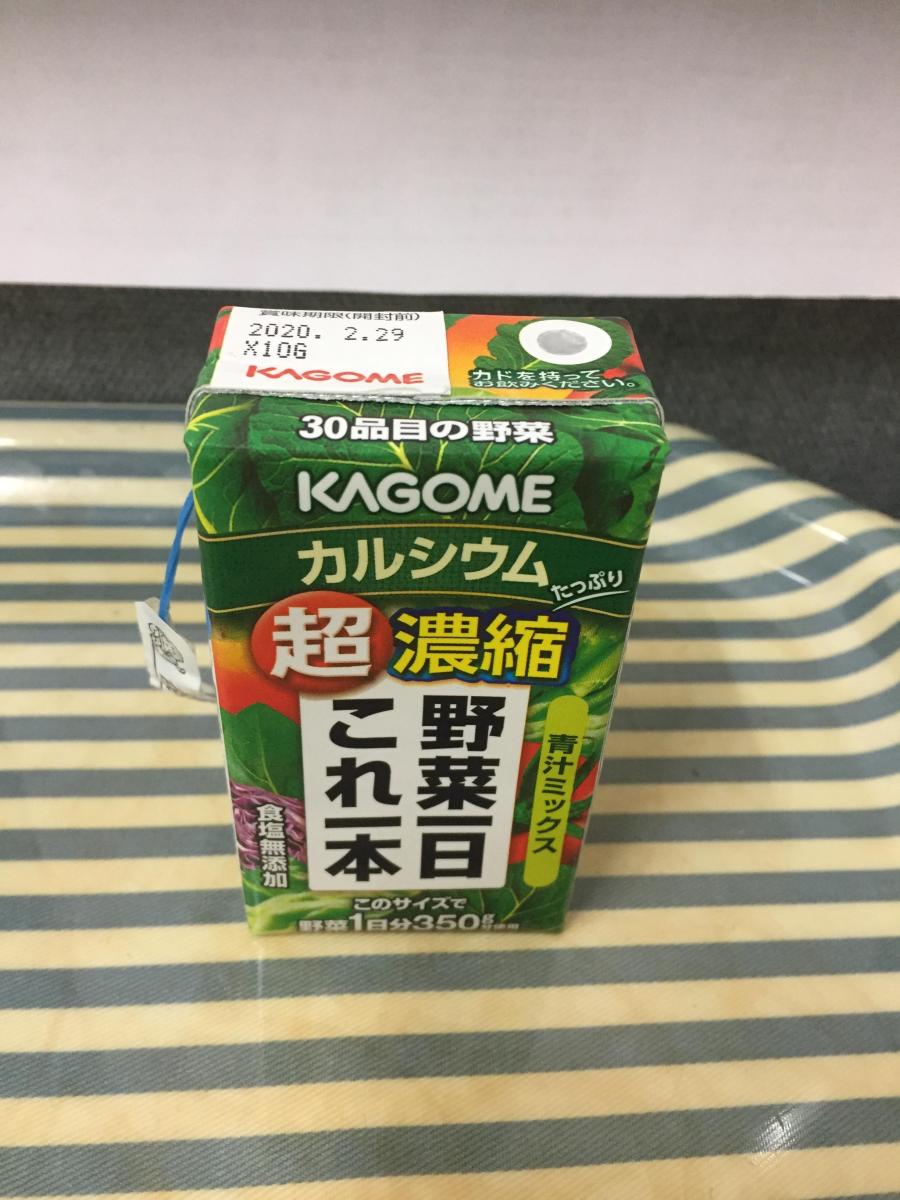 賞味期限(開封前)
2020. 2.29
X10G
KAGOME
カドを持って
お飲みください。
30品目の野菜
KAGOME
カルシウム
たっぷり
超濃縮
野菜一日
これ一本
青汁ミックス
食塩無添加
このサイズで
野菜1日分350g分使用